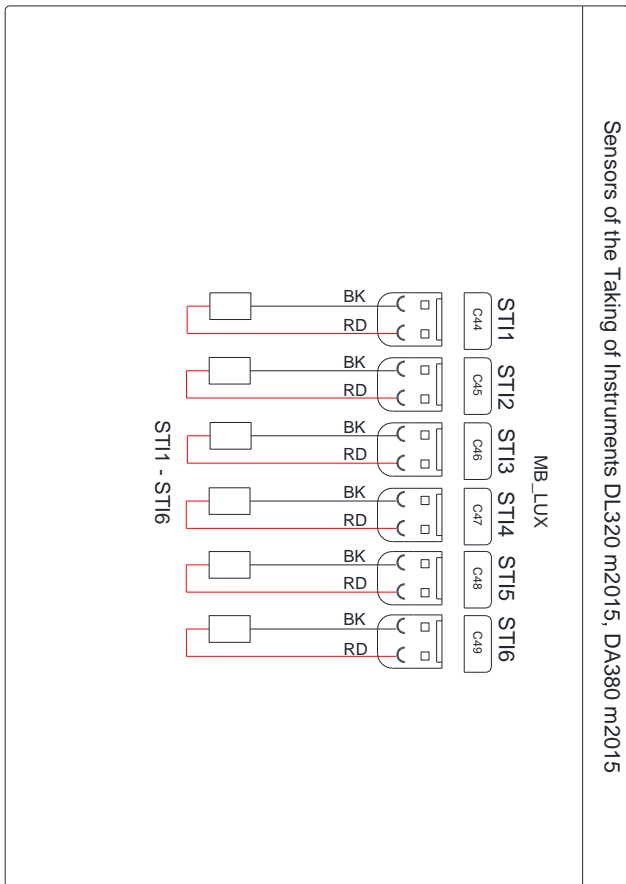 Sensors of the Taking of Instruments DL320 m2015, DA380 m2015
MB_LUX
STI1
C44
BK
RD
STI2
C45
BK
RD
STI3
C46
BK
RD
STI4
C47
BK
RD
STI5
C48
BK
RD
STI6
C49
BK
RD
STI1 - STI6